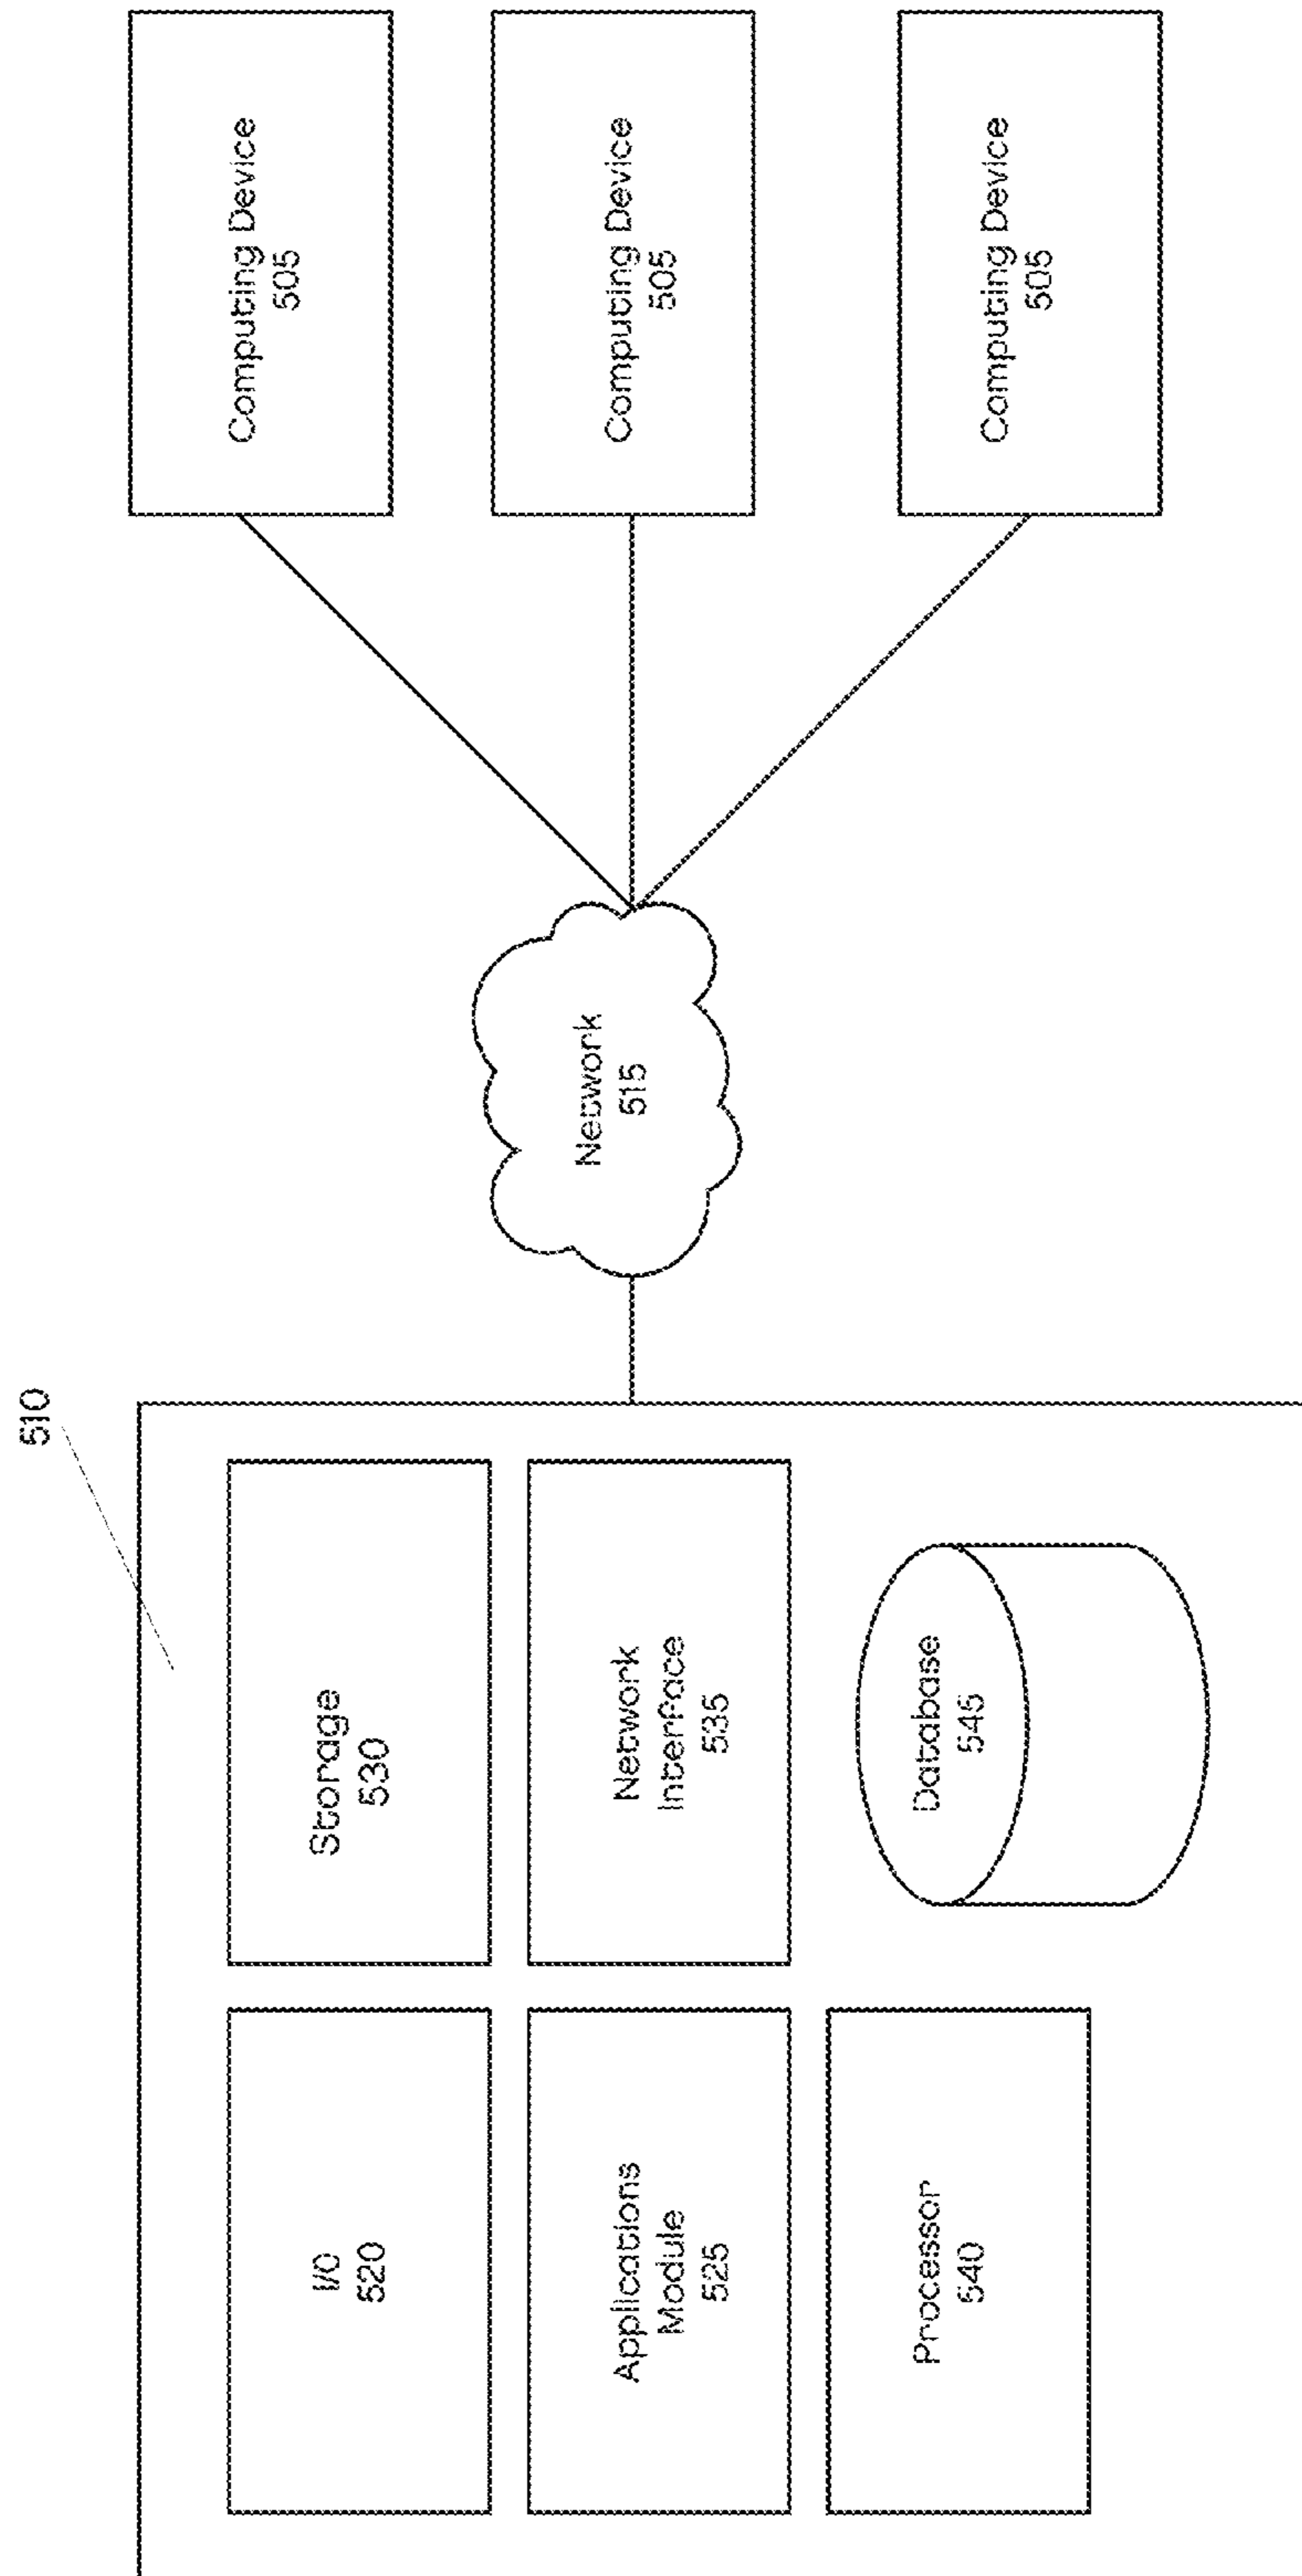 510
I/O
520
Storage
530
Applications
Module
525
Network
Interface
535
Processor
540
Database
545
Network
515
Computing Device
505
Computing Device
505
Computing Device
505